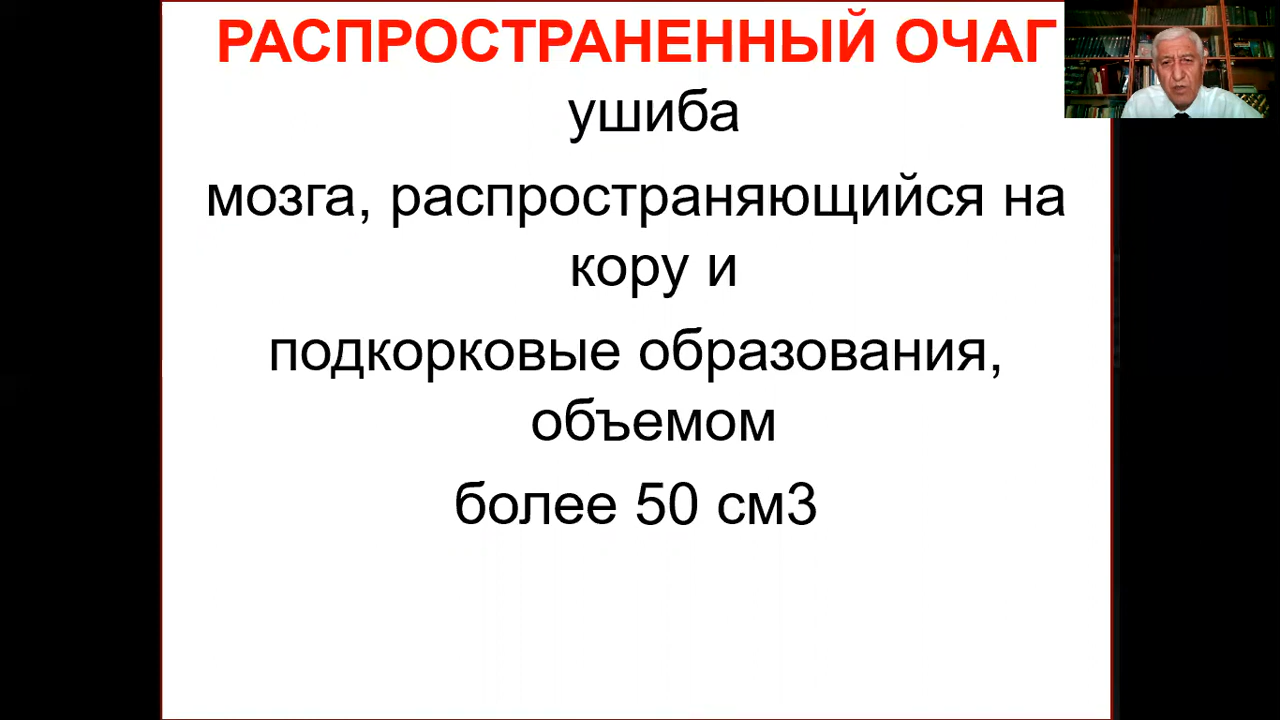 РАСПРОСТРАНЕННЫЙ ОЧАГ
ушиба
мозга, распространяющийся на
кору и
подкорковые образования,
объемом
более 50 см3